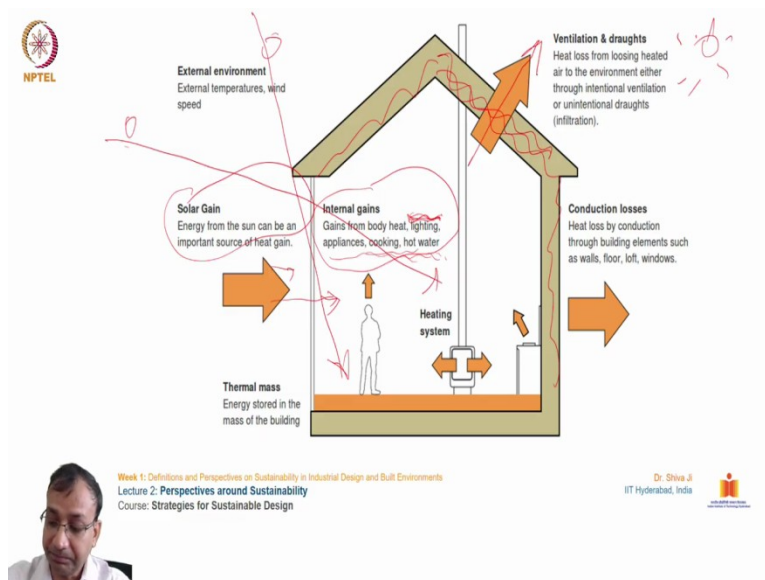 NPTEL
External environment
External temperatures, wind
speed
Ventilation & draughts
Heat loss from loosing heated
air to the environment either
through intentional ventilation
or unintentional draughts
(infiltration).
Solar Gain
Energy from the sun can be an
important source of heat gain.
Internal gains
Gains from body heat, lighting,
appliances, cooking, hot water
Conduction losses
Heat loss by conduction
through building elements such
as walls, floor, loft, windows.
Heating
system
Thermal mass
Energy stored in the
mass of the building
Week 1: Definitions and Perspectives on Sustainability in Industrial Design and Built Environments
Lecture 2: Perspectives around Sustainability
Course: Strategies for Sustainable Design
Dr. Shiva Ji
IIT Hyderabad, India